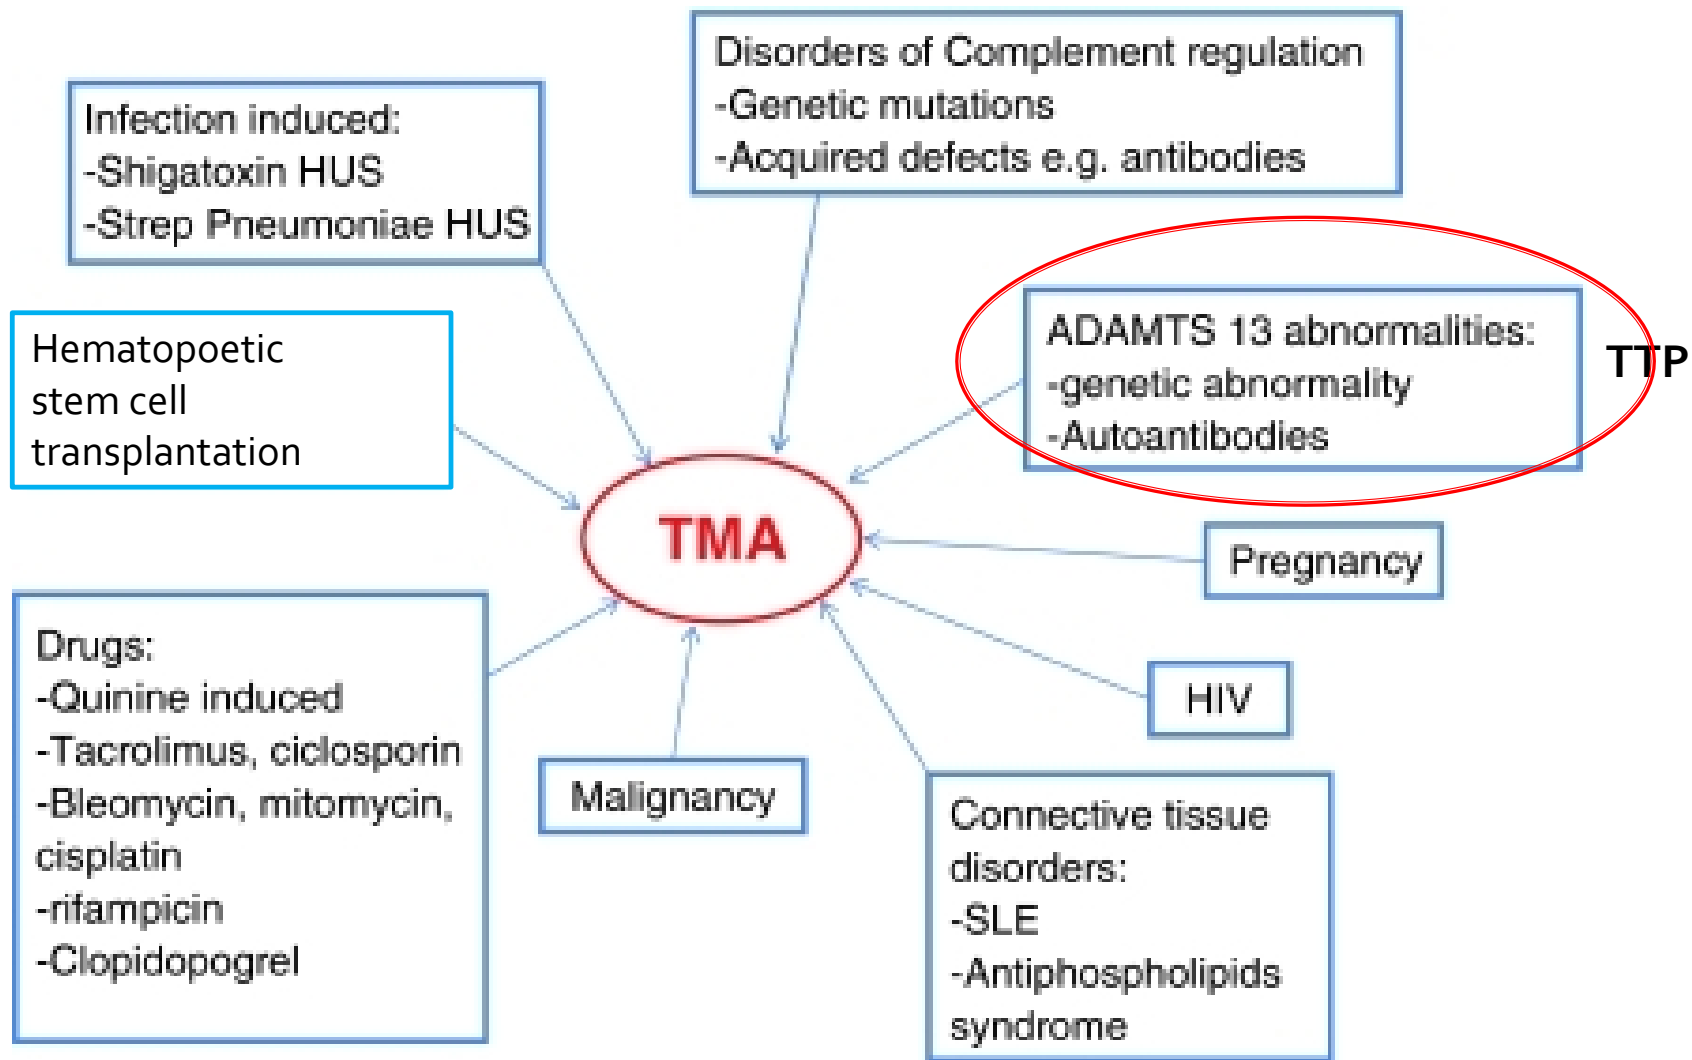 Disorders of Complement regulation
-Genetic mutations
-Acquired defects e.g. antibodies
Infection induced:
-Shigatoxin HUS
-Strep Pneumoniae HUS
ADAMTS 13 abnormalities:
-genetic abnormality
-Autoantibodies
TTP
Hematopoetic
stem cell
transplantation
TMA
Pregnancy
HIV
Drugs:
-Quinine induced
-Tacrolimus, ciclosporin
-Bleomycin, mitomycin,
cisplatin
-rifampicin
-Clopidopogrel
Malignancy
Connective tissue
disorders:
-SLE
-Antiphospholipids
syndrome